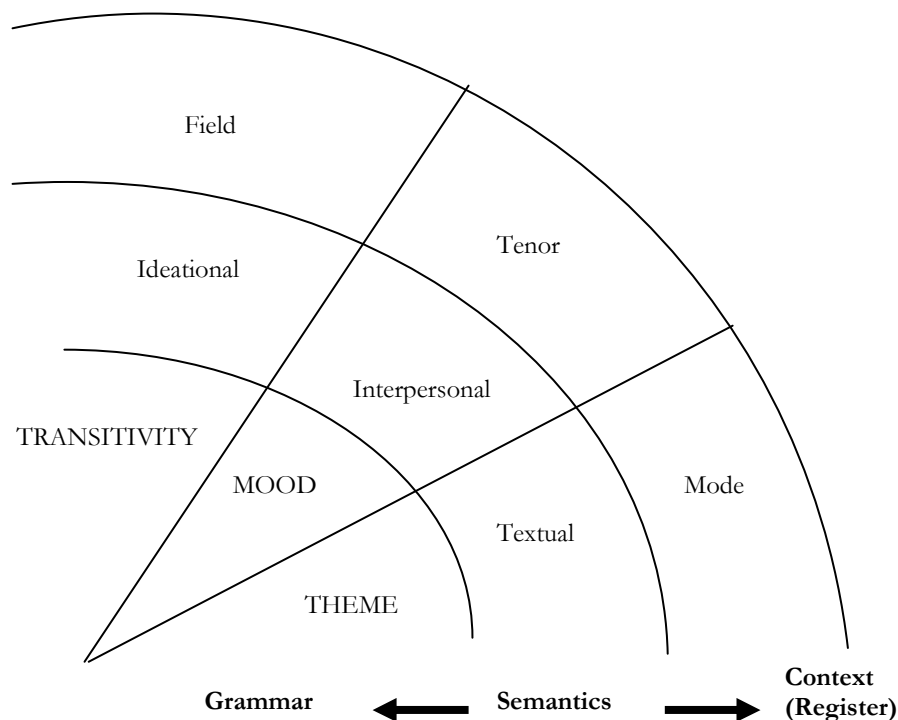 Field
Tenor
Ideational
Interpersonal
TRANSITIVITY
MOOD
Mode
Textual
THEME
Grammar
Semantics
Context
(Register)